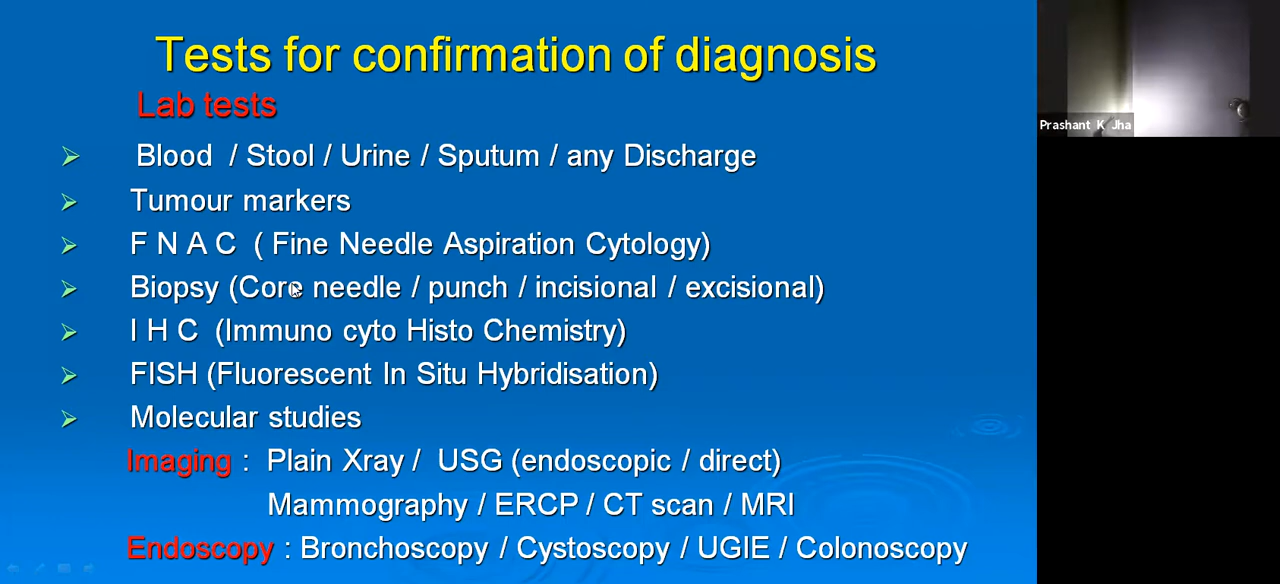 Tests for confirmation of diagnosis
Lab tests
Blood / Stool / Urine / Sputum / any Discharge
Tumour markers
F N A C ( Fine Needle Aspiration Cytology)
Biopsy (Core needle / punch / incisional / excisional)
I H C (Immuno cyto Histo Chemistry)
FISH (Fluorescent In Situ Hybridisation)
Molecular studies
Imaging : Plain Xray / USG (endoscopic / direct)
Mammography / ERCP / CT scan / MRI
Endoscopy : Bronchoscopy / Cystoscopy / UGIE / Colonoscopy
Prashant K Jha